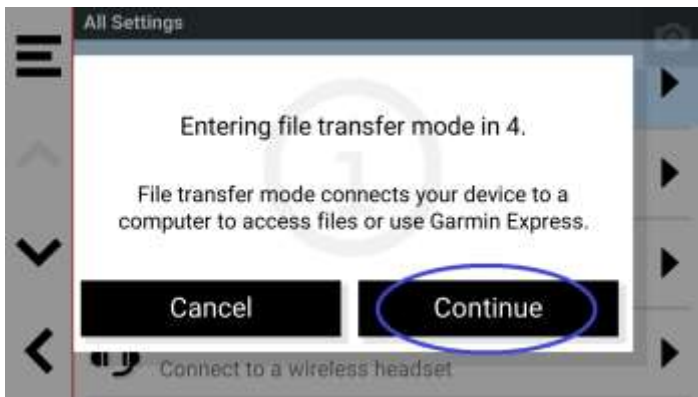 All Settings
Entering file transfer mode in 4.
File transfer mode connects your device to a
computer to access files or use Garmin Express.
Cancel
Continue
Connect to a wireless headset